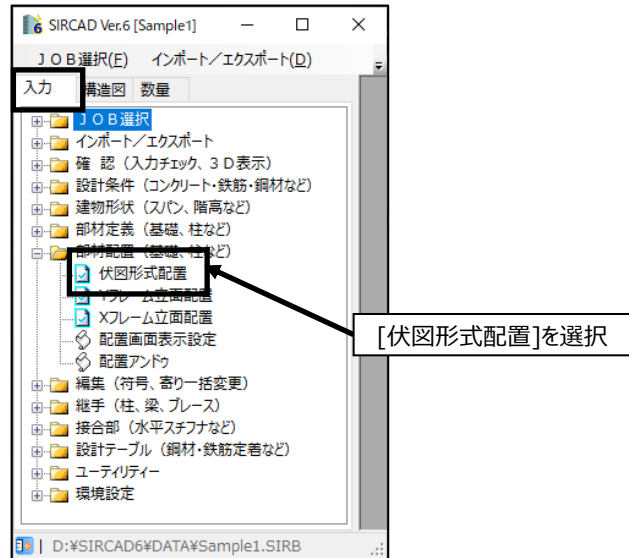 SIRCAD Ver.6 [Sample1]
JOB選択(F) インポート／エクスポート(D)
入力 構造図 数量
JOB選択
インポート／エクスポート
確 認（入力チェック、３Ｄ表示）
設計条件（コンクリート・鉄筋・鋼材など）
建物形状（スパン、階高など）
部材定義（基礎、柱など）
部材配置（基礎、柱など）
伏図形式配置
Yフレーム立面配置
Xフレーム立面配置
配置画面表示設定
配置アンドゥ
編集（符号、寄り一括変更）
継手（柱、梁、ブレース）
接合部（水平スチフナなど）
設計テーブル（鋼材・鉄筋定着など）
ユーティリティー
環境設定
[伏図形式配置]を選択
D:¥SIRCAD6¥DATA¥Sample1.SIRB